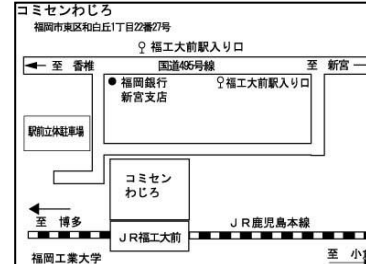 コミセンわじろ
福岡市東区和白丘1丁目22番27号
福工大前駅入り口
至 香椎 国道495号線 至 新宮
福岡銀行
新宮支店
福工大前駅入り口
駅前立体駐車場
コミセン
わじろ
至 博多
JR鹿児島本線
JR福工大前
福岡工業大学
至 小